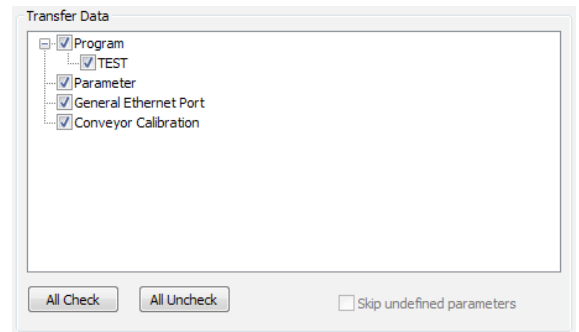 Transfer Data
Program
TEST
Parameter
General Ethernet Port
Conveyor Calibration
All Check All Uncheck Skip undefined parameters